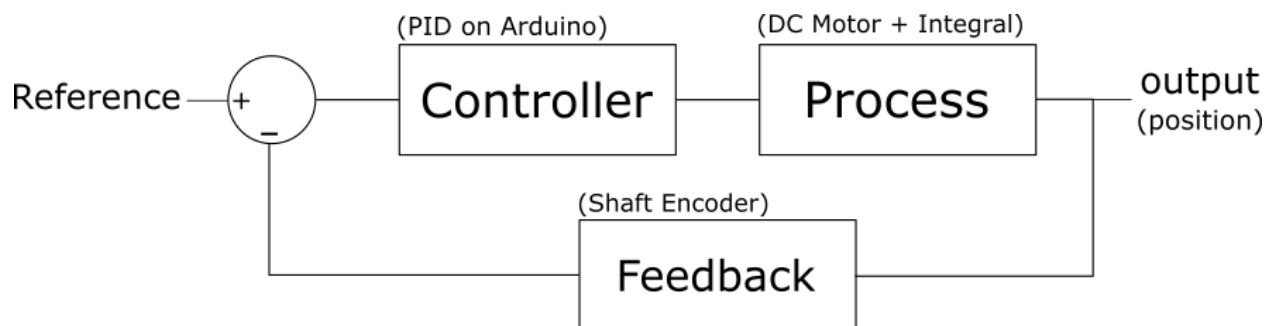 (PID on Arduino)
(DC Motor + Integral)
Reference
+
−
Controller
Process
output
(position)
(Shaft Encoder)
Feedback